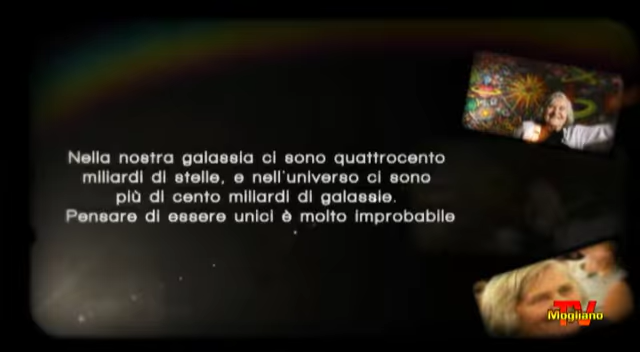 Nella nostra galassia ci sono quattrocento
miliardi di stelle, e nell'universo ci sono
più di cento miliardi di galassie.
Pensare di essere unici è molto improbabile
TV
Mogliano